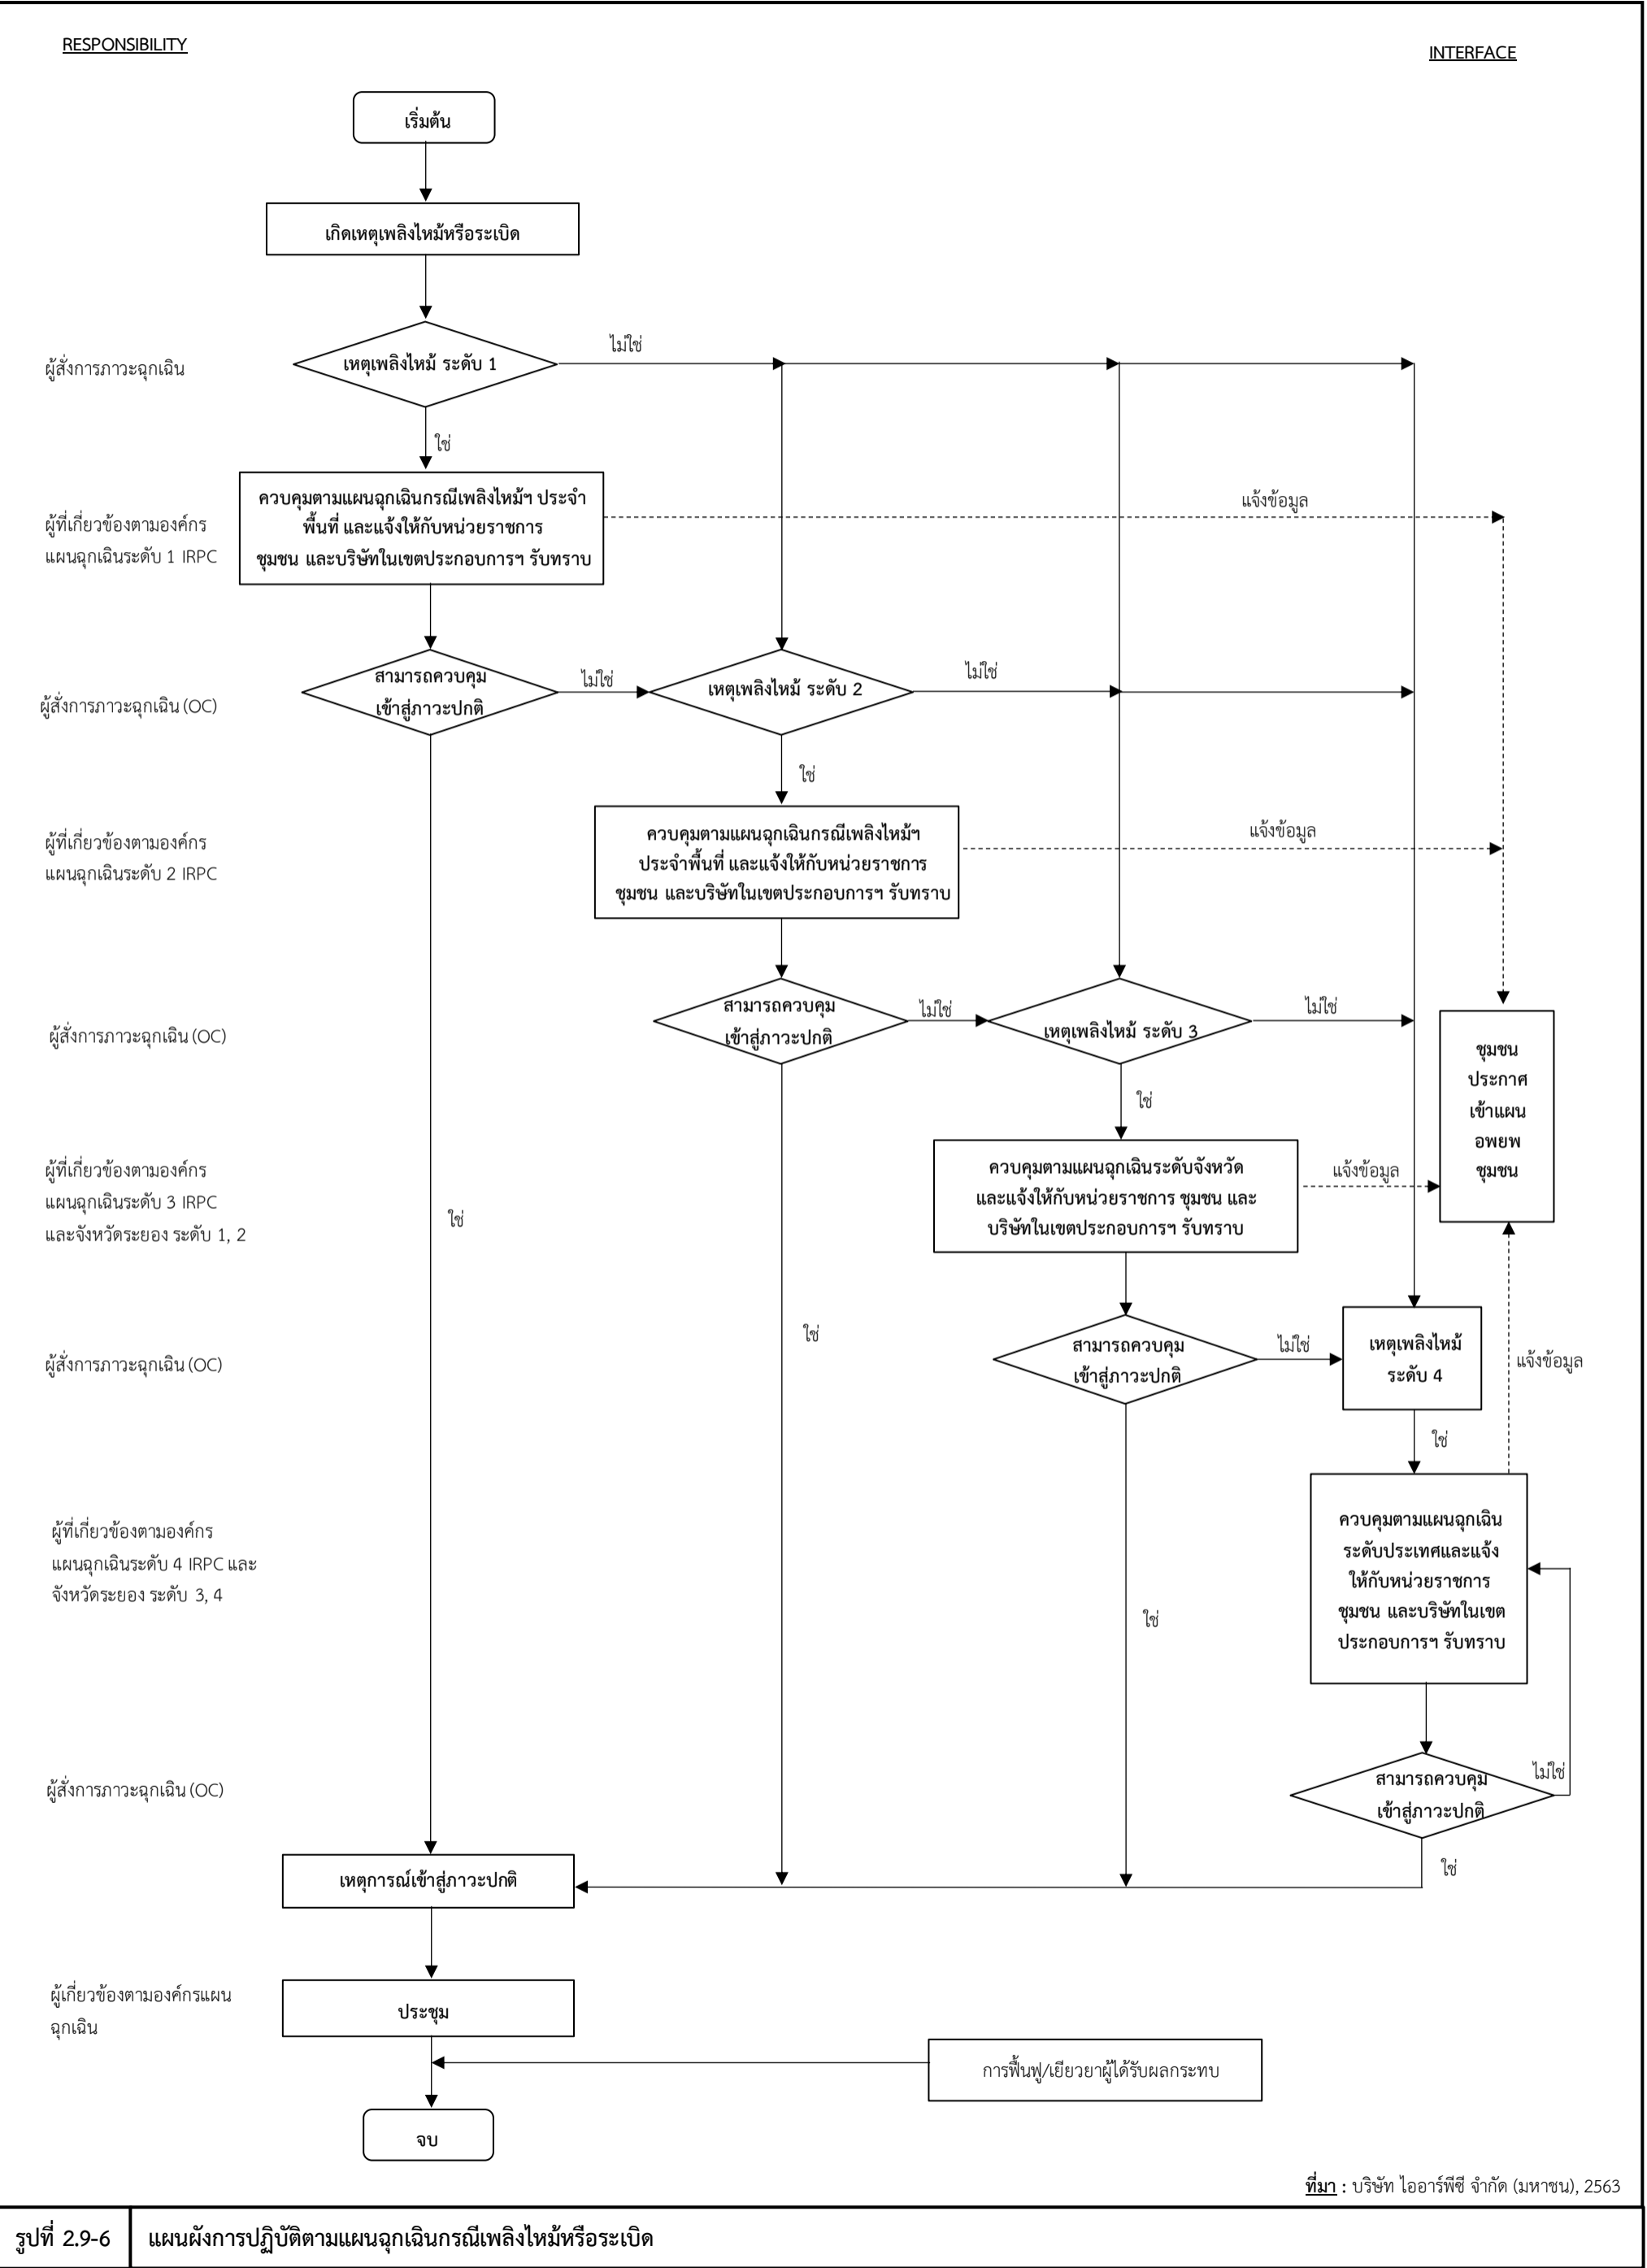 RESPONSIBILITY
INTERFACE
เริ่มต้น
เกิดเหตุเพลิงไหม้หรือระเบิด
ผู้สั่งการภาวะฉุกเฉิน
เหตุเพลิงไหม้ ระดับ 1
ไม่ใช่
ใช่
ผู้ที่เกี่ยวข้องตามองค์กร
แผนฉุกเฉินระดับ 1 IRPC
ควบคุมตามแผนฉุกเฉินกรณีเพลิงไหม้ฯ ประจำ
พื้นที่ และแจ้งให้กับหน่วยราชการ
ชุมชน และบริษัทในเขตประกอบการฯ รับทราบ
แจ้งข้อมูล
ผู้สั่งการภาวะฉุกเฉิน (OC)
สามารถควบคุม
เข้าสู่ภาวะปกติ
ไม่ใช่
เหตุเพลิงไหม้ ระดับ 2
ไม่ใช่
ใช่
ผู้ที่เกี่ยวข้องตามองค์กร
แผนฉุกเฉินระดับ 2 IRPC
ควบคุมตามแผนฉุกเฉินกรณีเพลิงไหม้ฯ
ประจำพื้นที่ และแจ้งให้กับหน่วยราชการ
ชุมชน และบริษัทในเขตประกอบการฯ รับทราบ
แจ้งข้อมูล
ผู้สั่งการภาวะฉุกเฉิน (OC)
สามารถควบคุม
เข้าสู่ภาวะปกติ
ไม่ใช่
เหตุเพลิงไหม้ ระดับ 3
ไม่ใช่
ใช่
ชุมชน
ประกาศ
เข้าแผน
อพยพ
ชุมชน
ผู้ที่เกี่ยวข้องตามองค์กร
แผนฉุกเฉินระดับ 3 IRPC
และจังหวัดระยอง ระดับ 1, 2
ใช่
ควบคุมตามแผนฉุกเฉินระดับจังหวัด
และแจ้งให้กับหน่วยราชการ ชุมชน และ
บริษัทในเขตประกอบการฯ รับทราบ
แจ้งข้อมูล
ผู้สั่งการภาวะฉุกเฉิน (OC)
ใช่
สามารถควบคุม
เข้าสู่ภาวะปกติ
ไม่ใช่
เหตุเพลิงไหม้
ระดับ 4
แจ้งข้อมูล
ใช่
ผู้ที่เกี่ยวข้องตามองค์กร
แผนฉุกเฉินระดับ 4 IRPC และ
จังหวัดระยอง ระดับ 3, 4
ใช่
ควบคุมตามแผนฉุกเฉิน
ระดับประเทศและแจ้ง
ให้กับหน่วยราชการ
ชุมชน และบริษัทในเขต
ประกอบการฯ รับทราบ
ผู้สั่งการภาวะฉุกเฉิน (OC)
สามารถควบคุม
เข้าสู่ภาวะปกติ
ไม่ใช่
ใช่
เหตุการณ์เข้าสู่ภาวะปกติ
ผู้เกี่ยวข้องตามองค์กรแผน
ฉุกเฉิน
ประชุม
การฟื้นฟู/เยียวยาผู้ได้รับผลกระทบ
จบ
ที่มา : บริษัท ไออาร์พีซี จำกัด (มหาชน), 2563
รูปที่ 2.9-6 แผนผังการปฏิบัติตามแผนฉุกเฉินกรณีเพลิงไหม้หรือระเบิด